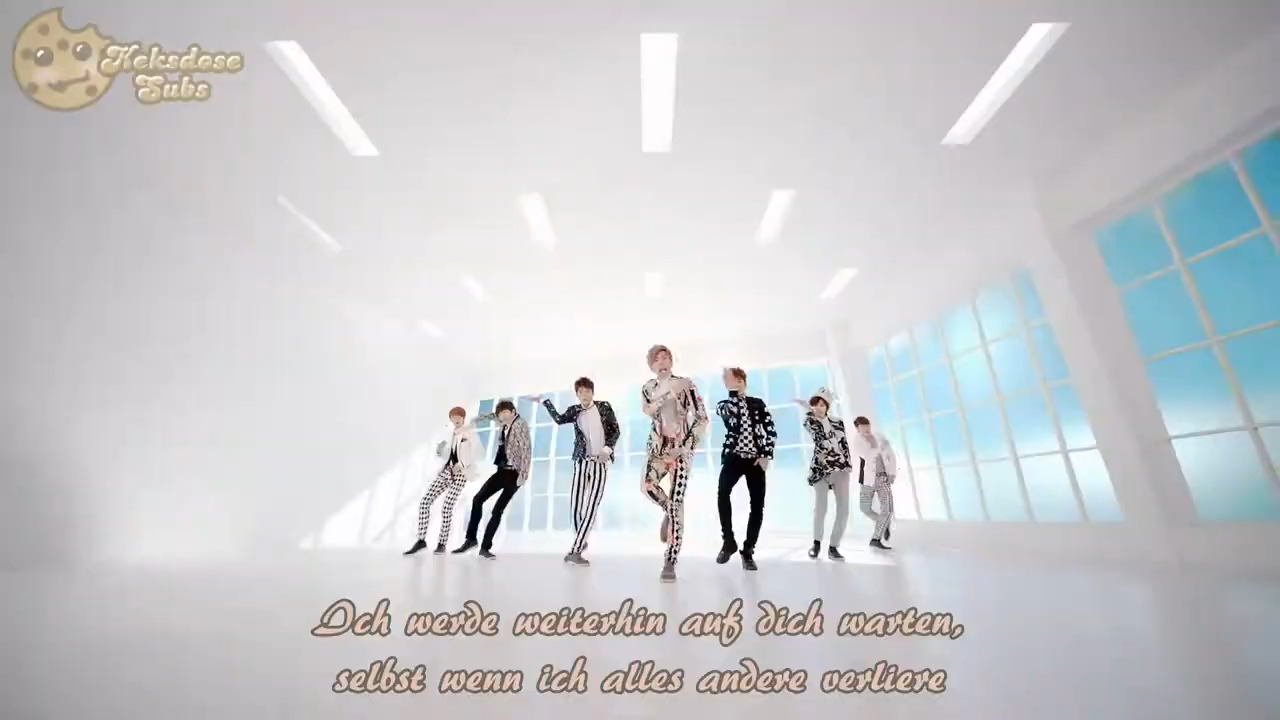 Keksdose
Subs
Ich werde weiterhin auf dich warten,
selbst wenn ich alles andere verliere